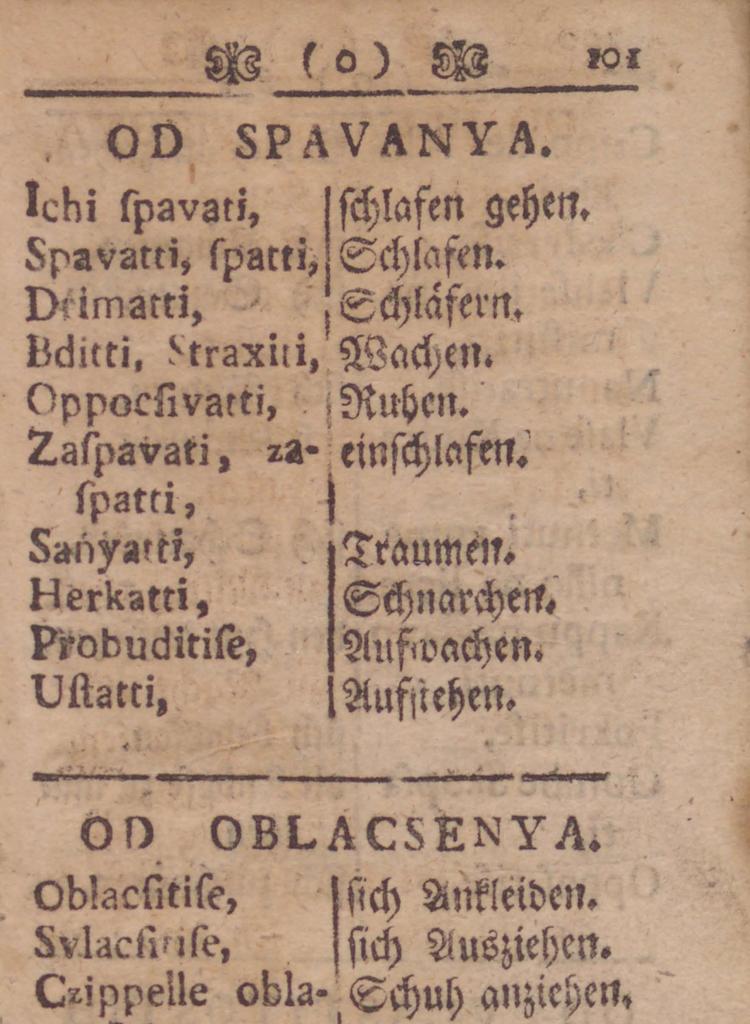 ( o ) 101
OD SPAVANYA.
Ichi ſpavati, ſchlafen gehen.
Spavatti, ſpatti, Schlafen.
Drimatti, Schläfern.
Bditti, Straxiti, Wachen.
Oppocſivatti, Ruhen.
Zaſpavati, za- einſchlafen.
ſpatti,
Sanyatti, Traumen.
Herkatti, Schnarchen.
Probuditiſe, Aufwachen.
Uſtatti, Aufſtehen.
OD OBLACSENYA.
Oblacſitiſe, ſich Ankleiden.
Svlacſitiſe, ſich Ausziehen.
Czippelle obla- Schuh anziehen.